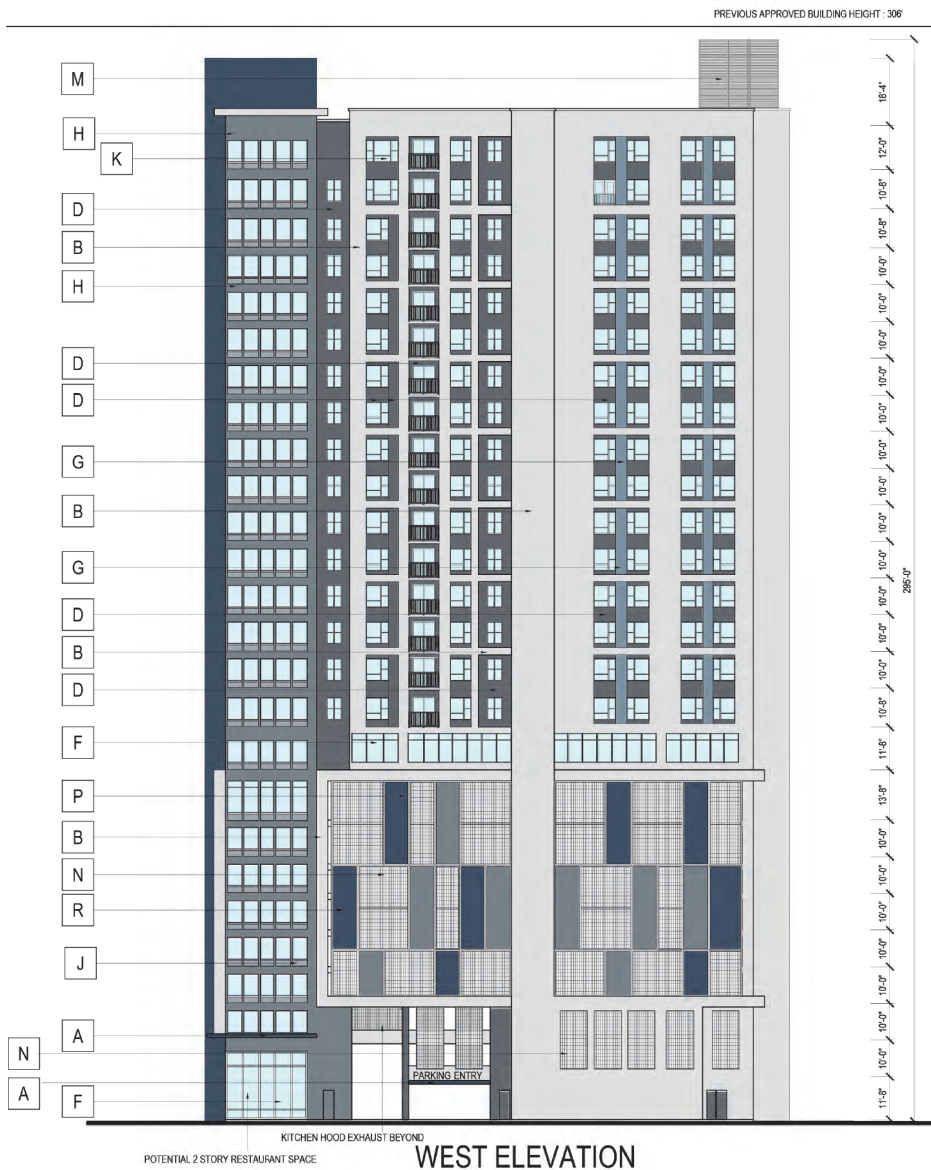 PREVIOUS APPROVED BUILDING HEIGHT : 306'
M
H
K
D
B
H
D
D
G
B
G
D
B
D
F
P
B
N
R
J
A
N
A
F
18'-4"
12'-0"
10'-8"
10'-8"
10'-0"
10'-0"
10'-0"
10'-0"
10'-0"
10'-0"
10'-0"
10'-0"
10'-0"
10'-0"
10'-0"
10'-0"
10'-8"
11'-8"
13'-8"
10'-0"
10'-0"
10'-0"
10'-0"
10'-0"
10'-0"
10'-0"
11'-8"
295'-0"
PARKING ENTRY
KITCHEN HOOD EXHAUST BEYOND
POTENTIAL 2 STORY RESTAURANT SPACE
WEST ELEVATION